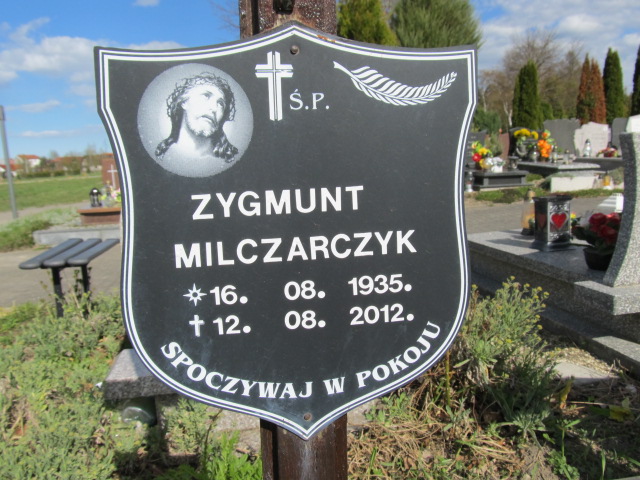 Ś.P.
ZYGMUNT
MILCZARCZYK
16. 08. 1935.
12. 08. 2012.
SPOCZYWAJ W POKOJU